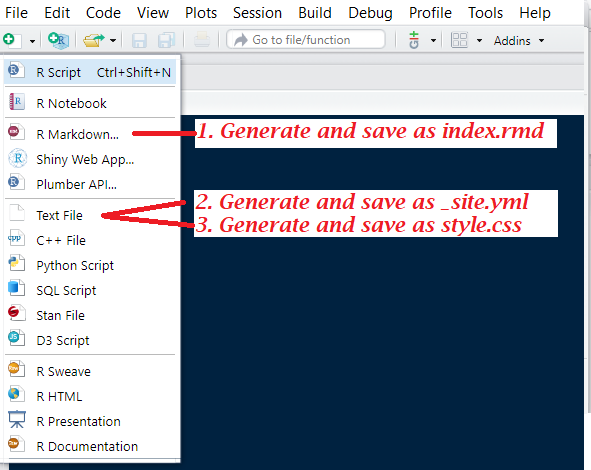 File Edit Code View Plots Session Build Debug Profile Tools Help
Go to file/function Addins
R Script Ctrl+Shift+N
R Notebook
R Markdown...
1. Generate and save as index.rmd
Shiny Web App...
Plumber API...
2. Generate and save as _site.yml
Text File
3. Generate and save as style.css
C++ File
Python Script
SQL Script
Stan File
D3 Script
R Sweave
R HTML
R Presentation
R Documentation